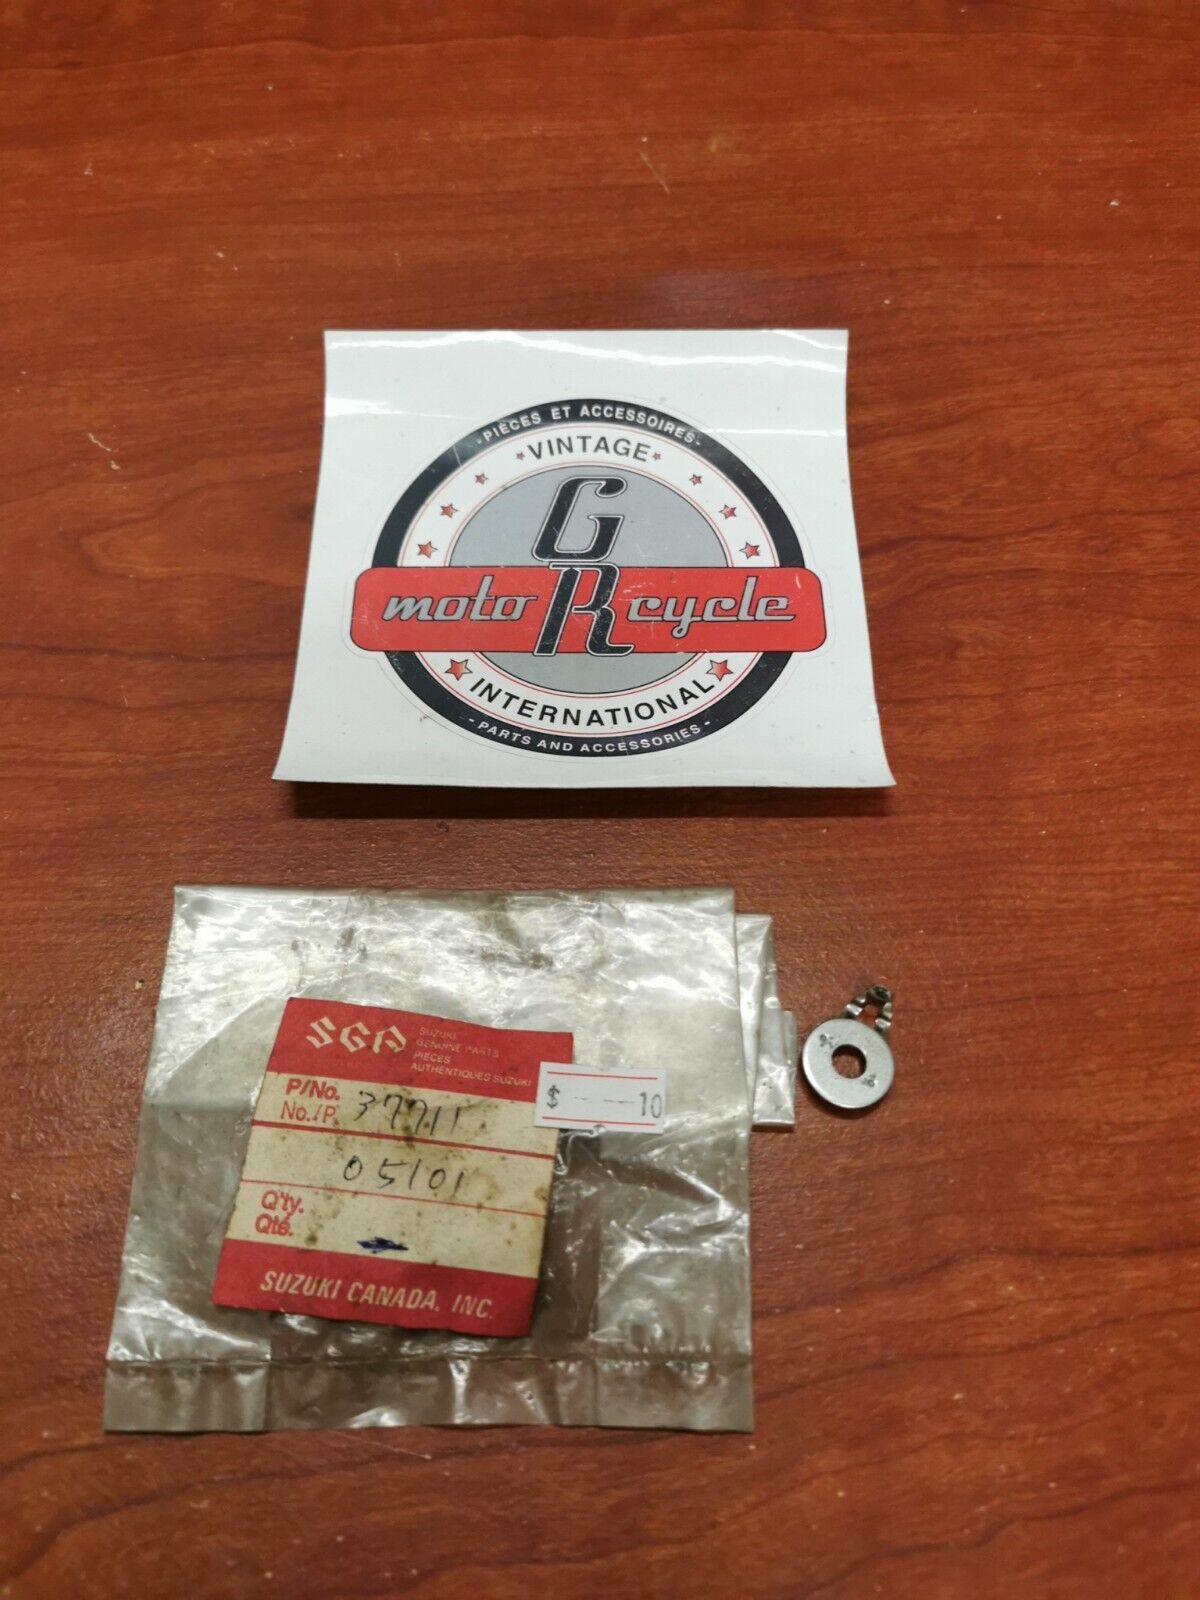 - PIÈCES ET ACCESSOIRES -
VINTAGE
G
moto R cycle
INTERNATIONAL
- PARTS AND ACCESSORIES -
SGP
SUZUKI
GENUINE PARTS
PIECES
AUTHENTIQUES SUZUKI
P/No.
No./P. 37711
05101
$ - - - - 10
Q'ty.
Qté.
SUZUKI CANADA, INC.